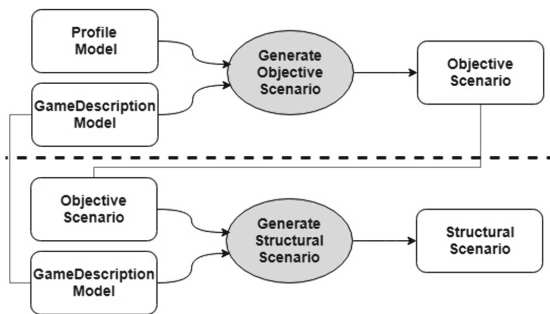 Profile
Model
GameDescription
Model
Generate
Objective
Scenario
Objective
Scenario
Objective
Scenario
GameDescription
Model
Generate
Structural
Scenario
Structural
Scenario